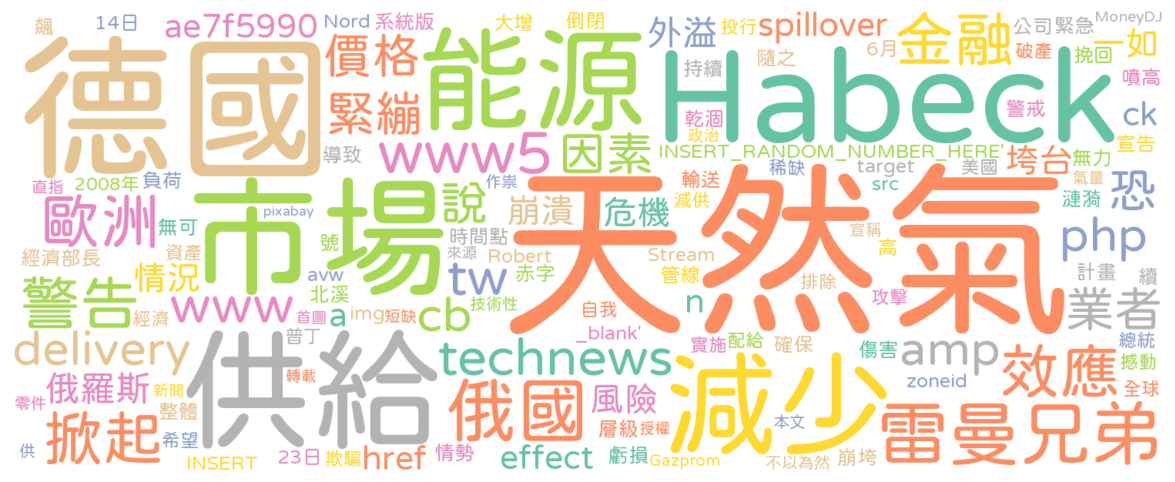 飆 14日 ae7f5990 Nord 系統版 大增 倒閉 外溢 投行 spillover 金融 公司緊急 MoneyDJ
德國 價格 能源 Habeck 6月 破產 挽回 一如
緊繃 持續 隨之 噴高
導致 www5 因素 乾涸 政治 警戒 ck 宣告
INSERT_RANDOM_NUMBER_HERE' 垮台 無力
直指 2008年 負荷 作祟 稀缺 target 美國 氣量
歐洲 無可 市場 說 pixabay 崩潰 危機 減供 輸送 src 天然氣 漣漪 恐
經濟部長 資產 號 時間點 來源 Robert Stream 宣稱 高 php
警告 情況 avw 北溪 tw 技術性 赤字 管線 n 排除 計畫 續
經濟 www 首圖 a img 短缺 cb 自我 攻擊 業者
delivery 供給 普丁 technews _blank' 實施 配給 確保 傷害 amp 總統 撼動
俄羅斯 新聞 轉載 俄國 風險 減少 zoneid 效應 全球
零件 整體 層級 授權 本文
掀起 希望 雷曼兄弟
供 INSERT 23日 欺騙 href 情勢 effect 虧損 Gazprom 不以為然 崩垮